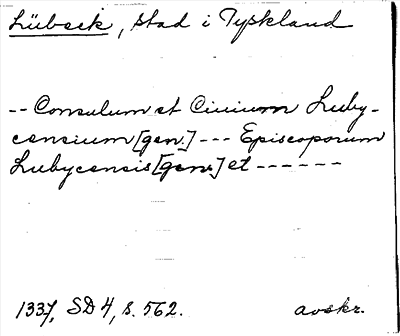 Lübeck, stad i Tyskland
-- Consulum et Civium Luby-
censium [gen.] --- Episcoporum
Lubycensis [gen.] et ------
1337, SD 4, s. 562. avskr.